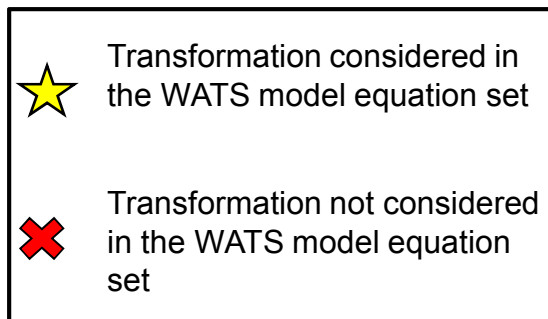 Transformation considered in
the WATS model equation set
Transformation not considered
in the WATS model equation
set